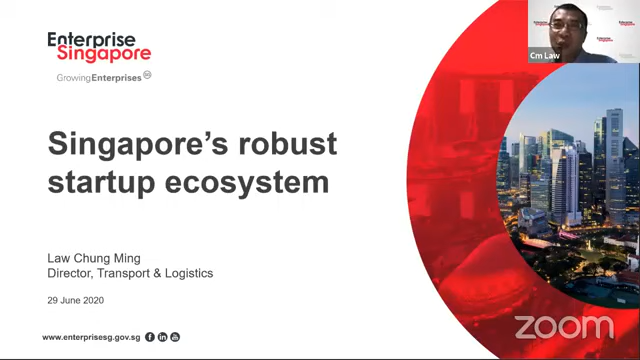 Enterprise
Singapore
GrowingEnterprises
Cm Law
Singapore's robust
startup ecosystem
Law Chung Ming
Director, Transport & Logistics
29 June 2020
www.enterprisesg.gov.sg
zoom